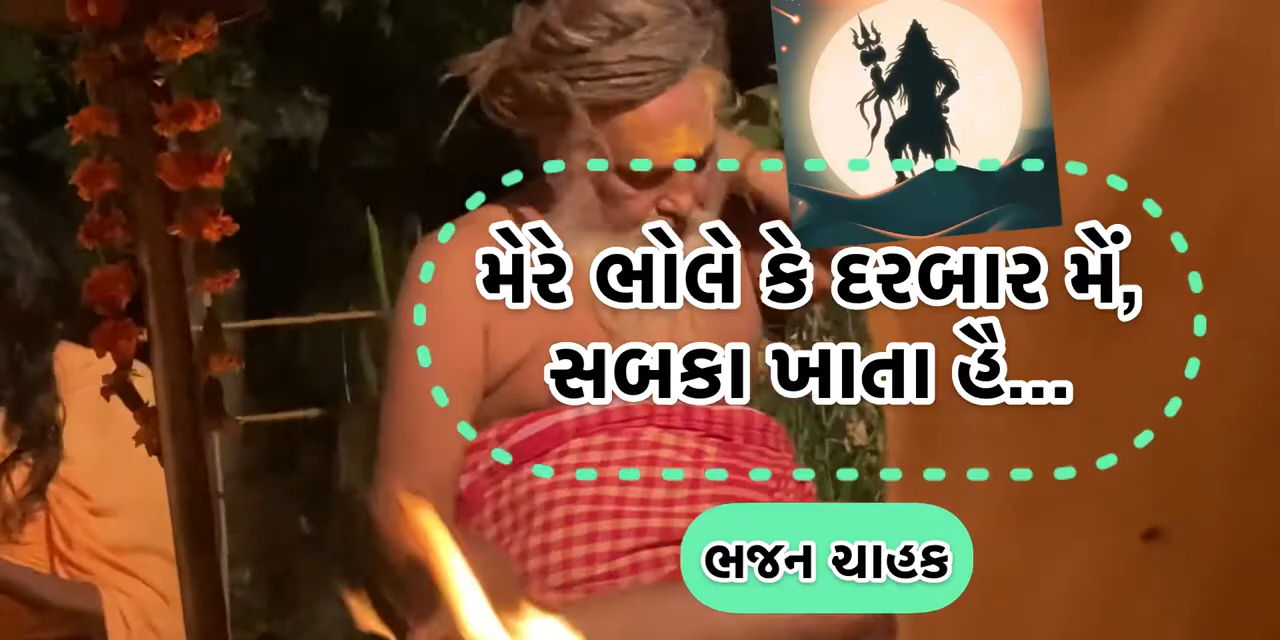 મેરે ભોલે કે દરબાર મેં,
સબકા ખાતા હૈ...
ભજન ચાહક